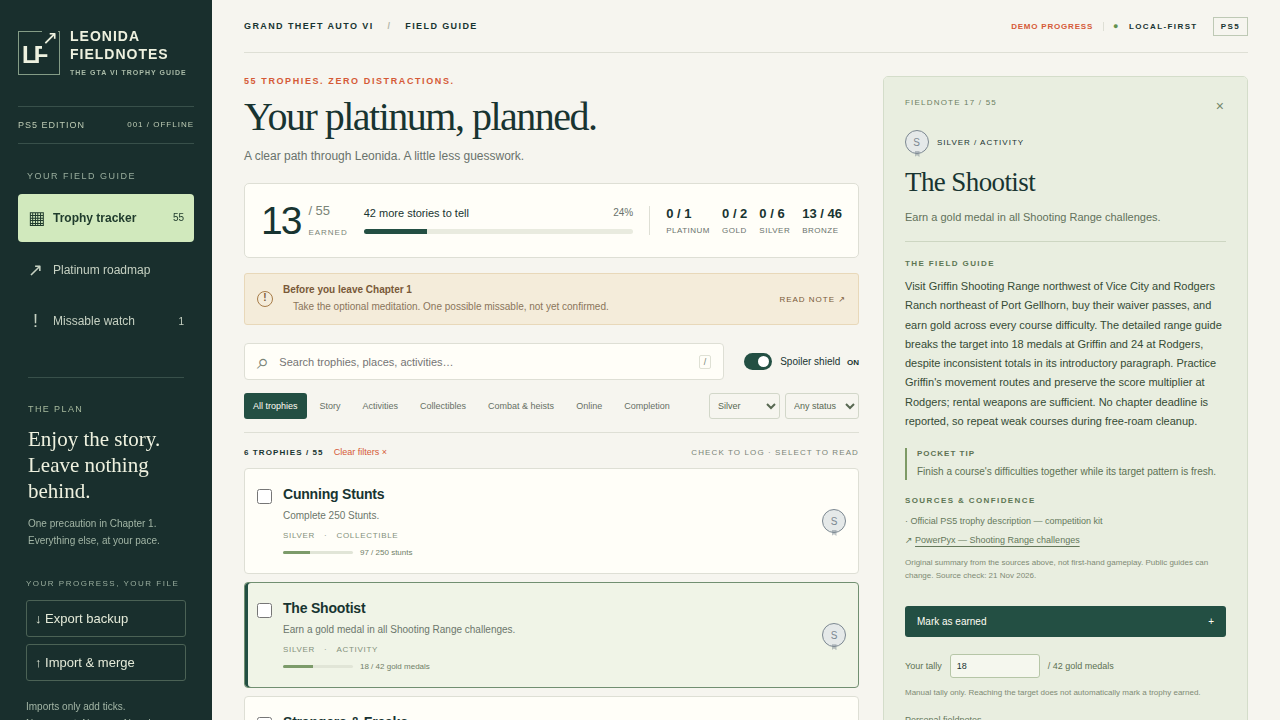 LF
LEONIDA
FIELDNOTES
THE GTA VI TROPHY GUIDE
PS5 EDITION
001 / OFFLINE
YOUR FIELD GUIDE
Trophy tracker 55
↗ Platinum roadmap
! Missable watch 1
THE PLAN
Enjoy the story.
Leave nothing
behind.
One precaution in Chapter 1.
Everything else, at your pace.
YOUR PROGRESS, YOUR FILE
↓ Export backup
↑ Import & merge
Imports only add ticks.
GRAND THEFT AUTO VI / FIELD GUIDE
DEMO PROGRESS
LOCAL-FIRST
PS5
55 TROPHIES. ZERO DISTRACTIONS.
Your platinum, planned.
A clear path through Leonida. A little less guesswork.
13 / 55
EARNED
42 more stories to tell 24%
0 / 1 0 / 2 0 / 6 13 / 46
PLATINUM GOLD SILVER BRONZE
! Before you leave Chapter 1
Take the optional meditation. One possible missable, not yet confirmed.
READ NOTE ↗
Search trophies, places, activities… /
Spoiler shield ON
All trophies Story Activities Collectibles Combat & heists Online Completion
Silver
Any status
6 TROPHIES / 55 Clear filters ×
CHECK TO LOG · SELECT TO READ
Cunning Stunts
Complete 250 Stunts.
SILVER · COLLECTIBLE
97 / 250 stunts
S
R
The Shootist
Earn a gold medal in all Shooting Range challenges.
SILVER · ACTIVITY
18 / 42 gold medals
S
R
Strangers & Freaks
FIELDNOTE 17 / 55
×
S
R
SILVER / ACTIVITY
The Shootist
Earn a gold medal in all Shooting Range challenges.
THE FIELD GUIDE
Visit Griffin Shooting Range northwest of Vice City and Rodgers
Ranch northeast of Port Gellhorn, buy their waiver passes, and
earn gold across every course difficulty. The detailed range guide
breaks the target into 18 medals at Griffin and 24 at Rodgers,
despite inconsistent totals in its introductory paragraph. Practice
Griffin's movement routes and preserve the score multiplier at
Rodgers; rental weapons are sufficient. No chapter deadline is
reported, so repeat weak courses during free-roam cleanup.
POCKET TIP
Finish a course's difficulties together while its target pattern is fresh.
SOURCES & CONFIDENCE
· Official PS5 trophy description — competition kit
↗ PowerPyx — Shooting Range challenges
Original summary from the sources above, not first-hand gameplay. Public guides can
change. Source check: 21 Nov 2026.
Mark as earned +
Your tally 18 / 42 gold medals
Manual tally only. Reaching the target does not automatically mark a trophy earned.
Personal fieldnotes